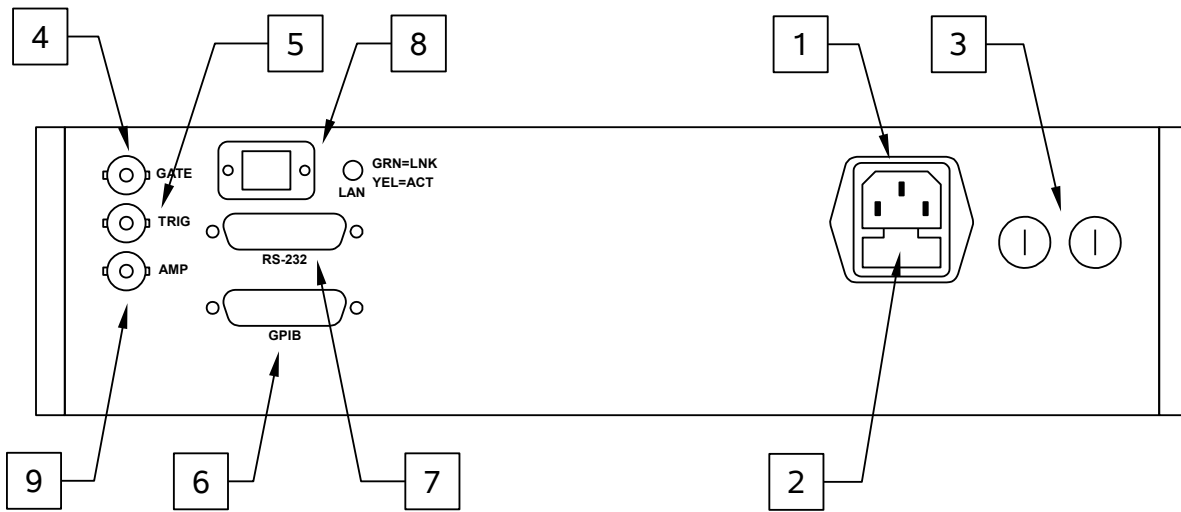 4
5
8
1
3
GATE
TRIG
AMP
GRN=LNK
YEL=ACT
LAN
RS-232
GPIB
9
6
7
2